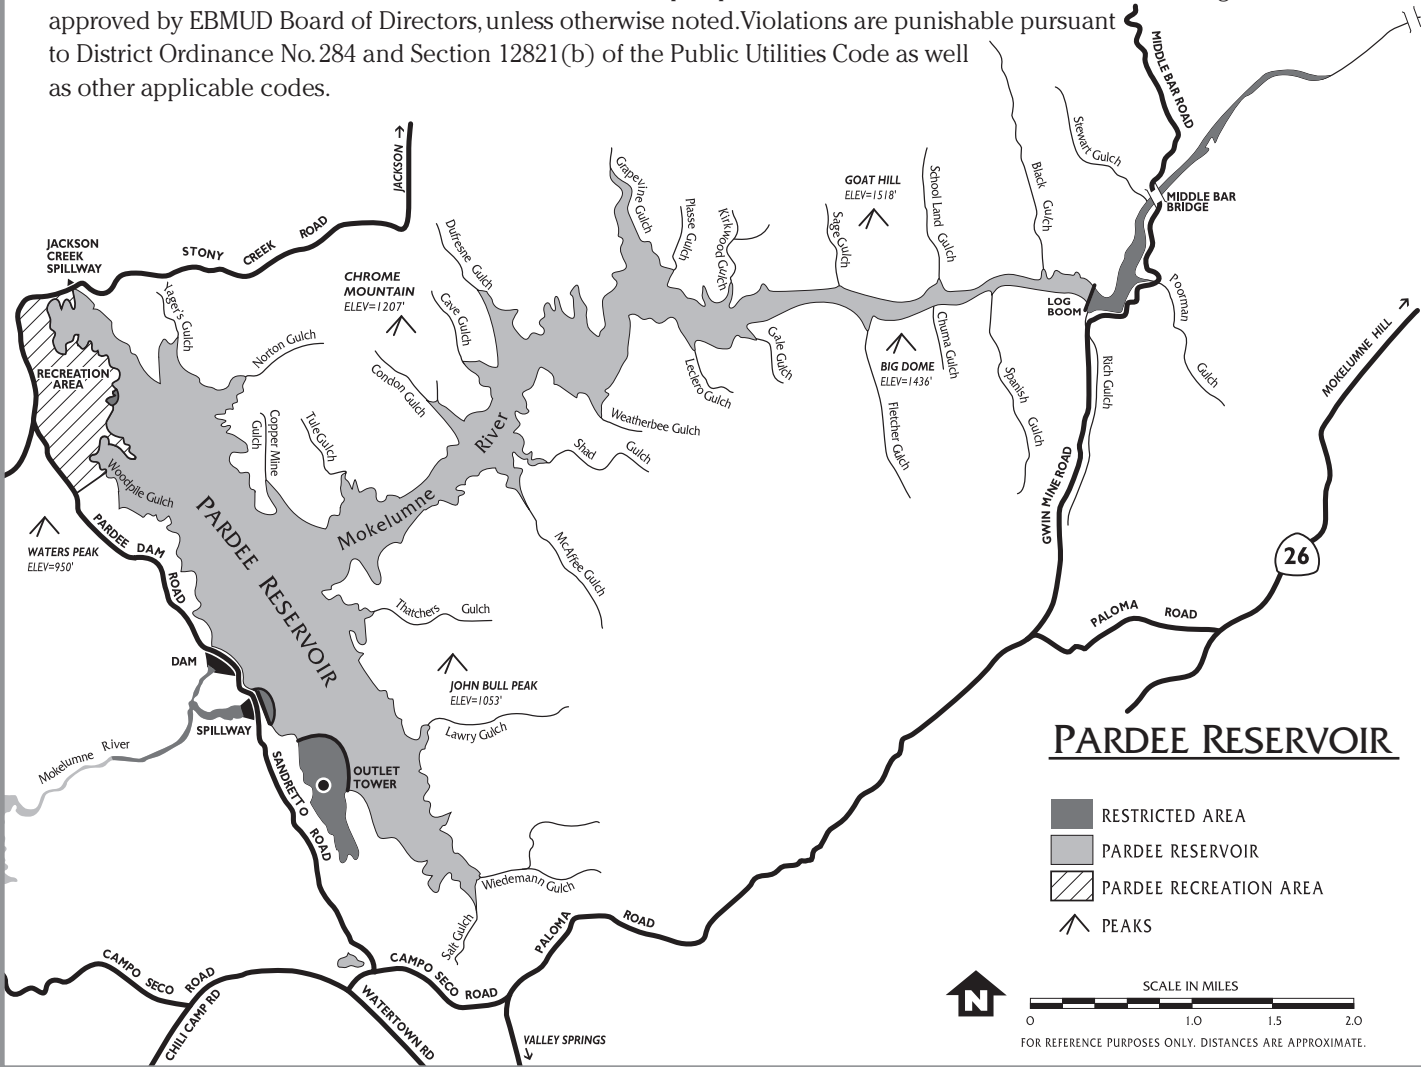 approved by EBMUD Board of Directors, unless otherwise noted. Violations are punishable pursuant
to District Ordinance No. 284 and Section 12821(b) of the Public Utilities Code as well
as other applicable codes.
JACKSON
MIDDLE BAR ROAD
Stewart Gulch
Black Gulch
School Land Gulch
GOAT HILL
ELEV=1518'
Sage Gulch
Grapevine Gulch
Plasse Gulch
Kirkwood Gulch
MIDDLE BAR
BRIDGE
STONY CREEK ROAD
JACKSON
CREEK
SPILLWAY
Dufresne Gulch
CHROME
MOUNTAIN
ELEV=1207'
Cave Gulch
Yager's Gulch
Norton Gulch
Condon Gulch
LOG
BOOM
Poorman Gulch
Gale Gulch
Leclero Gulch
BIG DOME
ELEV=1436'
Chuma Gulch
Spanish Gulch
Fletcher Gulch
Rich Gulch
MOKELUMNE HILL
RECREATION
AREA
Copper Mine
Gulch
Tule Gulch
Weatherbee Gulch
Shad Gulch
Mokelumne River
Woodpile Gulch
PARDEE RESERVOIR
GWIN MINE ROAD
WATERS PEAK
ELEV=950'
PARDEE DAM ROAD
McAffee Gulch
26
Thatchers Gulch
PALOMA ROAD
DAM
JOHN BULL PEAK
ELEV=1053'
SPILLWAY
Lawry Gulch
Mokelumne River
SANDRETTO ROAD
OUTLET
TOWER
Wiedemann Gulch
Salt Gulch
PALOMA ROAD
CAMPO SECO ROAD
CAMPO SECO ROAD
CHILI CAMP RD
WATERTOWN RD
VALLEY SPRINGS
PARDEE RESERVOIR
RESTRICTED AREA
PARDEE RESERVOIR
PARDEE RECREATION AREA
PEAKS
N
SCALE IN MILES
0 1.0 1.5 2.0
FOR REFERENCE PURPOSES ONLY. DISTANCES ARE APPROXIMATE.